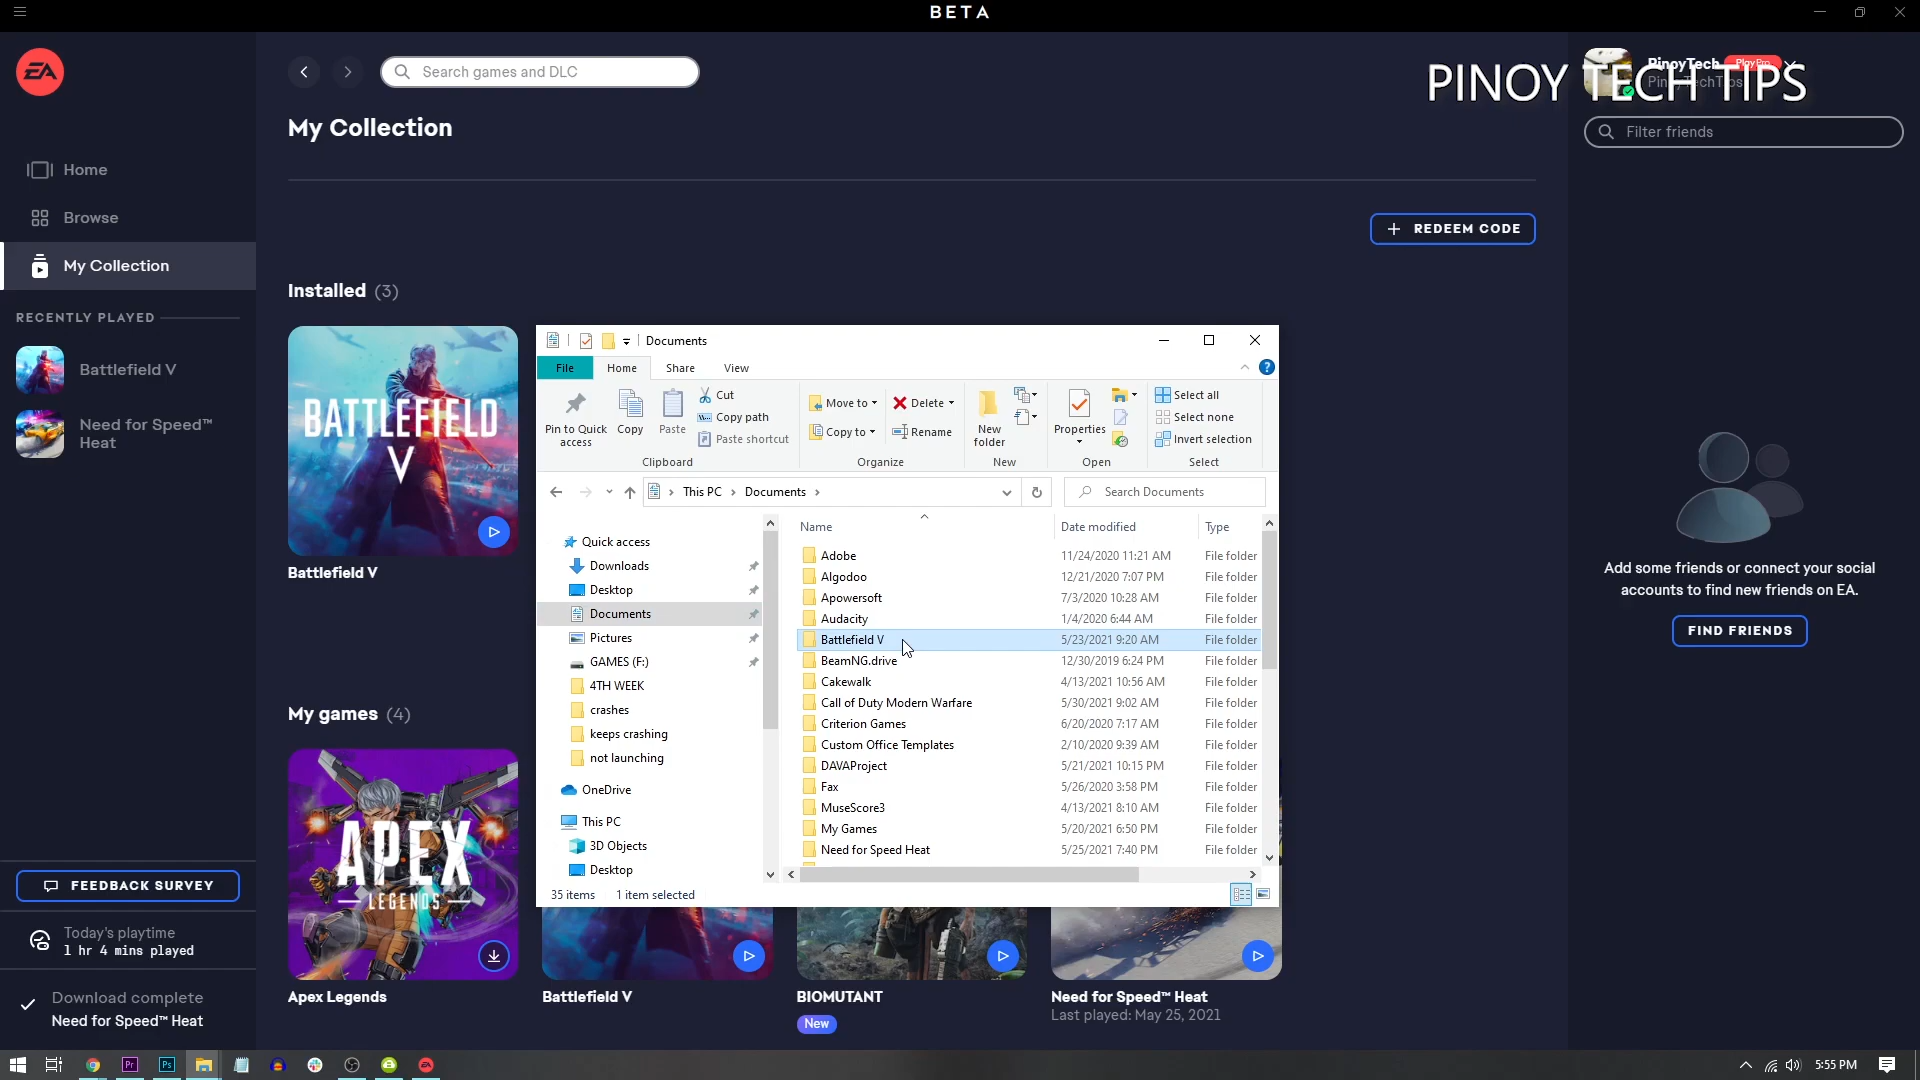 BETA
EA
Search games and DLC
PinoyTech
PINOY TECH TIPS
My Collection
Filter friends
Home
Browse
REDEEM CODE
My Collection
Installed (3)
RECENTLY PLAYED
Battlefield V
Need for Speed™
Heat
BATTLEFIELD
V
Battlefield V
Documents
File
Home
Share
View
Pin to Quick
access
Copy
Paste
Cut
Copy path
Paste shortcut
Clipboard
Move to
Copy to
Delete
Rename
Organize
New
folder
New
Properties
Open
Select all
Select none
Invert selection
Select
This PC
Documents
Search Documents
Quick access
Downloads
Desktop
Documents
Pictures
GAMES (F:)
4TH WEEK
crashes
keeps crashing
not launching
OneDrive
This PC
3D Objects
Desktop
Name Date modified Type
Adobe 11/24/2020 11:21 AM File folder
Algodoo 12/21/2020 7:07 PM File folder
Apowersoft 7/3/2020 10:28 AM File folder
Audacity 1/4/2020 6:44 AM File folder
Battlefield V 5/23/2021 9:20 AM File folder
BeamNG.drive 12/30/2019 6:24 PM File folder
Cakewalk 4/13/2021 10:56 AM File folder
Call of Duty Modern Warfare 5/30/2021 9:02 AM File folder
Criterion Games 6/20/2020 7:17 AM File folder
Custom Office Templates 2/10/2020 9:39 AM File folder
DAVAProject 5/21/2021 10:15 PM File folder
Fax 5/26/2020 3:58 PM File folder
MuseScore3 4/13/2021 8:10 AM File folder
My Games 5/20/2021 6:50 PM File folder
Need for Speed Heat 5/25/2021 7:40 PM File folder
35 items 1 item selected
Add some friends or connect your social
accounts to find new friends on EA.
FIND FRIENDS
My games (4)
APEX
LEGENDS
Apex Legends
Battlefield V
BIOMUTANT
New
Need for Speed™ Heat
Last played: May 25, 2021
FEEDBACK SURVEY
Today's playtime
1 hr 4 mins played
Download complete
Need for Speed™ Heat
Pr
Ps
5:55 PM